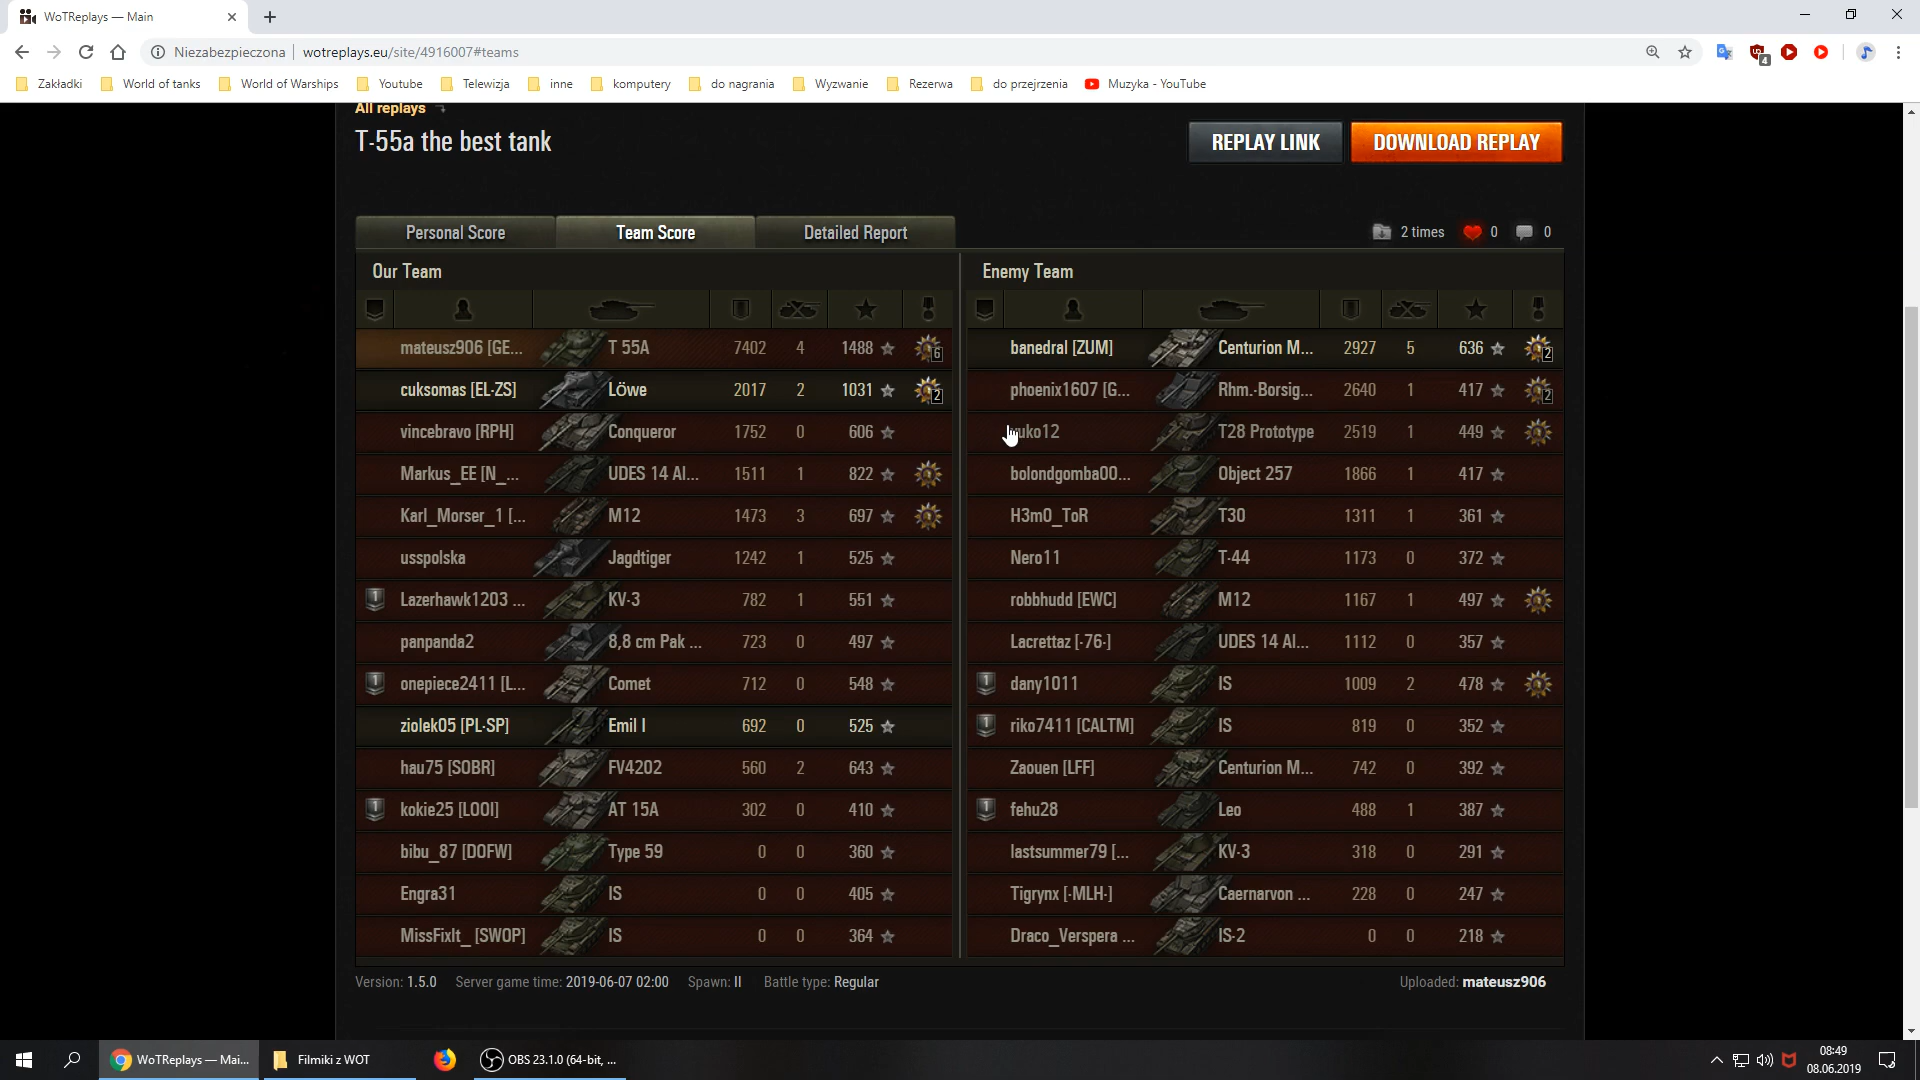 WoTReplays — Main
Niezabezpieczona
wotreplays.eu/site/4916007#teams
4
Zakładki World of tanks World of Warships Youtube Telewizja inne komputery do nagrania Wyzwanie Rezerwa do przejrzenia Muzyka - YouTube
All replays
T-55a the best tank
REPLAY LINK DOWNLOAD REPLAY
Personal Score Team Score Detailed Report 2 times 0 0
Our Team Enemy Team
mateusz906 [GE... T 55A 7402 4 1488 6 banedral [ZUM] Centurion M... 2927 5 636 2
cuksomas [EL-ZS] Löwe 2017 2 1031 2 phoenix1607 [G... Rhm.-Borsig... 2640 1 417 2
vincebravo [RPH] Conqueror 1752 0 606 uko12 T28 Prototype 2519 1 449
Markus_EE [N_... UDES 14 Al... 1511 1 822 bolondgomba00... Object 257 1866 1 417
Karl_Morser_1 [... M12 1473 3 697 H3m0_ToR T30 1311 1 361
usspolska Jagdtiger 1242 1 525 Nero11 T-44 1173 0 372
1 Lazerhawk1203 ... KV-3 782 1 551 robbhudd [EWC] M12 1167 1 497
panpanda2 8,8 cm Pak ... 723 0 497 Lacrettaz [-76-] UDES 14 Al... 1112 0 357
1 onepiece2411 [L... Comet 712 0 548 1 dany1011 IS 1009 2 478
ziolek05 [PL-SP] Emil I 692 0 525 1 riko7411 [CALTM] IS 819 0 352
hau75 [SOBR] FV4202 560 2 643 Zaouen [LFF] Centurion M... 742 0 392
1 kokie25 [LOOI] AT 15A 302 0 410 1 fehu28 Leo 488 1 387
bibu_87 [DOFW] Type 59 0 0 360 lastsummer79 [... KV-3 318 0 291
Engra31 IS 0 0 405 Tigrynx [-MLH-] Caernarvon ... 228 0 247
MissFixIt_ [SWOP] IS 0 0 364 Draco_Verspera ... IS-2 0 0 218
Version: 1.5.0 Server game time: 2019-06-07 02:00 Spawn: II Battle type: Regular Uploaded: mateusz906
WoTReplays — Mai... Filmiki z WOT OBS 23.1.0 (64-bit, ...
08:49
08.06.2019